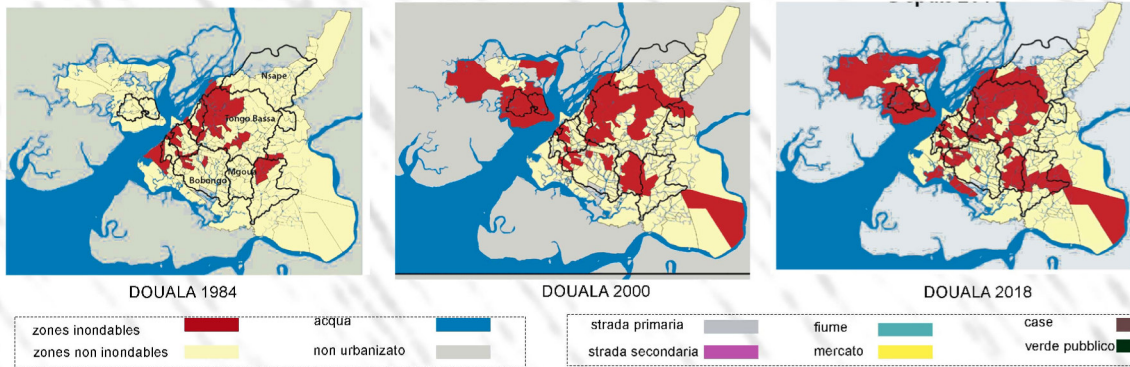 Nsape
Tongo Bassa
Mgoua
Bobongo
DOUALA 1984
DOUALA 2000
DOUALA 2018
zones inondables
acqua
zones non inondables
non urbanizato
strada primaria
fiume
case
strada secondaria
mercato
verde pubblico